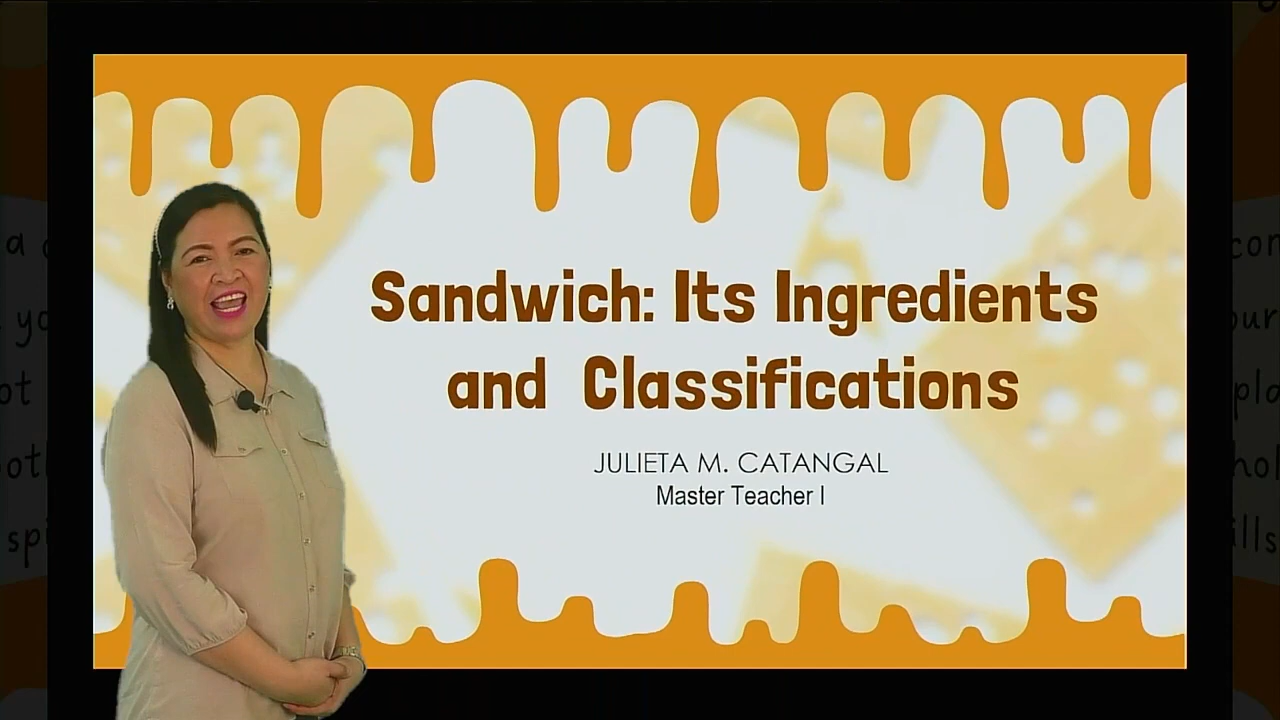 Sandwich: Its Ingredients
and Classifications
JULIETA M. CATANGAL
Master Teacher I